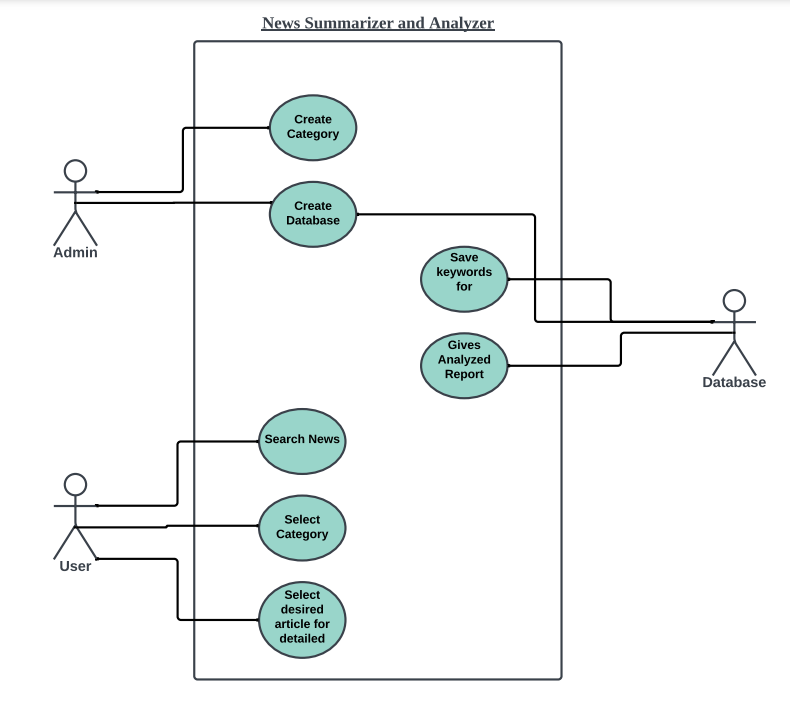 News Summarizer and Analyzer
Create
Category
Create
Database
Admin
Save
keywords
for
Gives
Analyzed
Report
Database
Search News
Select
Category
User
Select
desired
article for
detailed